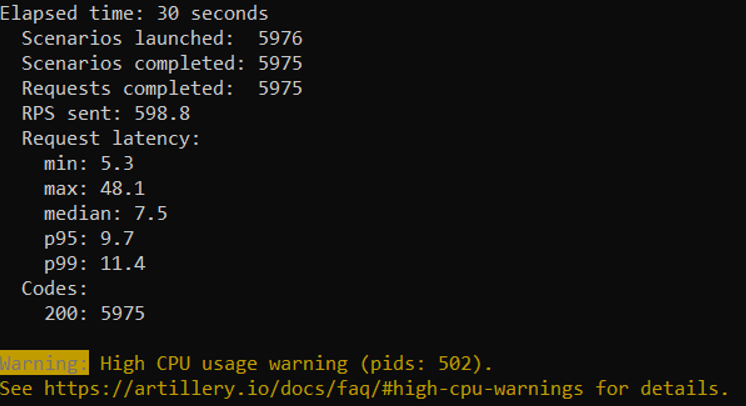 Elapsed time: 30 seconds
Scenarios launched: 5976
Scenarios completed: 5975
Requests completed: 5975
RPS sent: 598.8
Request latency:
min: 5.3
max: 48.1
median: 7.5
p95: 9.7
p99: 11.4
Codes:
200: 5975
Warning: High CPU usage warning (pids: 502).
See https://artillery.io/docs/faq/#high-cpu-warnings for details.